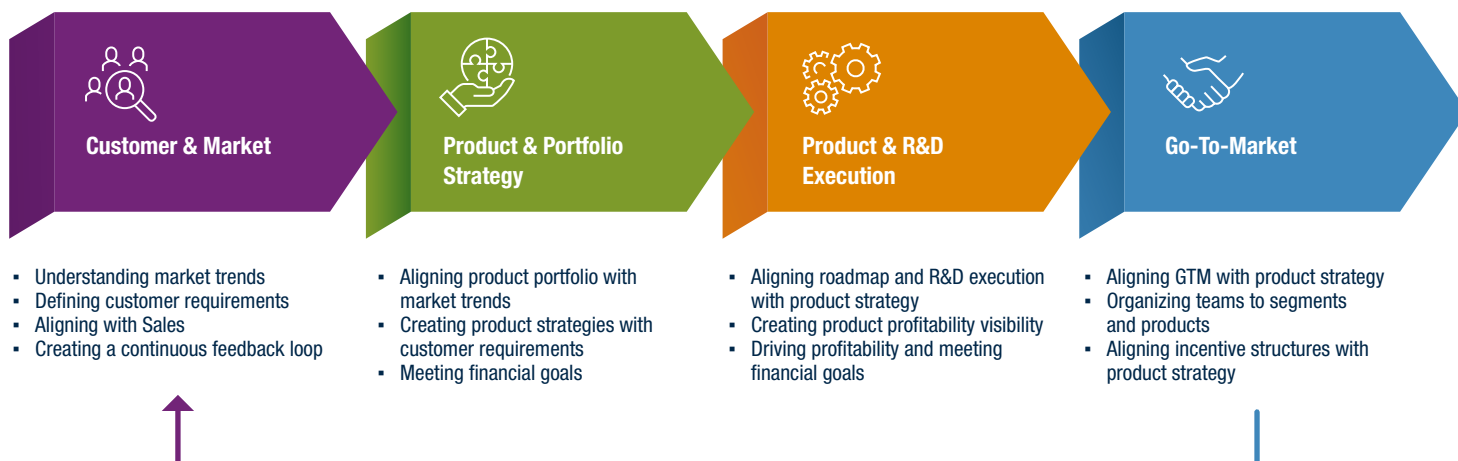 Customer & Market
Product & Portfolio
Strategy
Product & R&D
Execution
Go-To-Market
▪ Understanding market trends
▪ Defining customer requirements
▪ Aligning with Sales
▪ Creating a continuous feedback loop
▪ Aligning product portfolio with
market trends
▪ Creating product strategies with
customer requirements
▪ Meeting financial goals
▪ Aligning roadmap and R&D execution
with product strategy
▪ Creating product profitability visibility
▪ Driving profitability and meeting
financial goals
▪ Aligning GTM with product strategy
▪ Organizing teams to segments
and products
▪ Aligning incentive structures with
product strategy